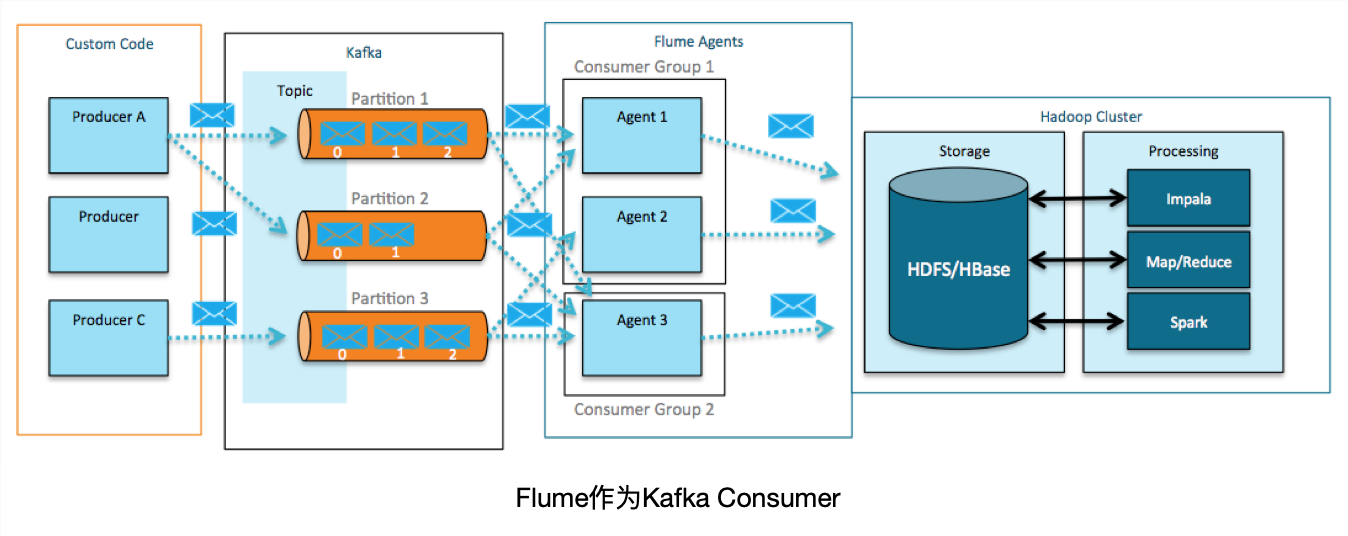 Custom Code
Producer A
Producer
Producer C
Kafka
Topic
Partition 1
0 1 2
Partition 2
0 1
Partition 3
0 1 2
Flume Agents
Consumer Group 1
Agent 1
Agent 2
Agent 3
Consumer Group 2
Hadoop Cluster
Storage
HDFS/HBase
Processing
Impala
Map/Reduce
Spark
Flume作为Kafka Consumer